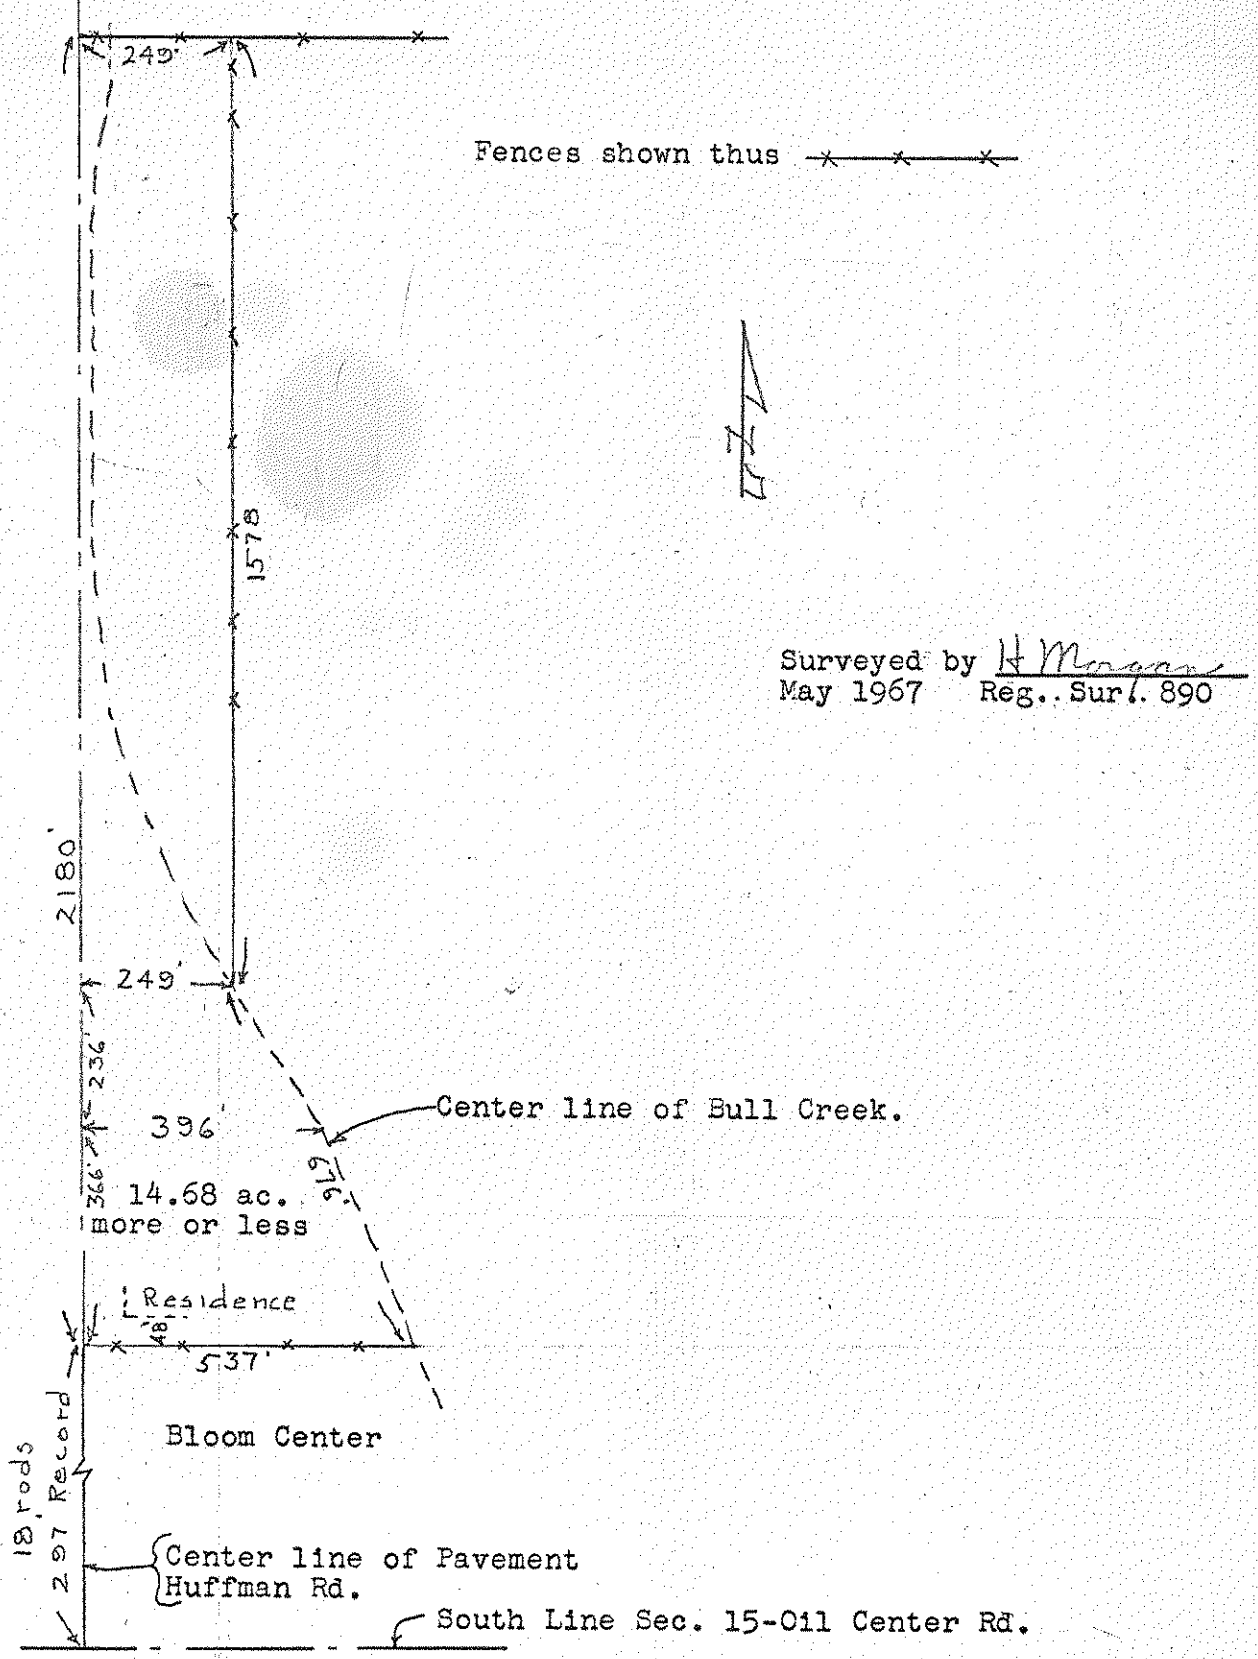 249'
Fences shown thus
1578
N
Surveyed by H Morgan
May 1967 Reg. Sur. 890
2180'
249'
236'
Center line of Bull Creek.
396'
676'
366'
14.68 ac.
more or less
Residence
48'
537'
Bloom Center
18 rods
297' Record
Center line of Pavement
Huffman Rd.
South Line Sec. 15-Oil Center Rd.